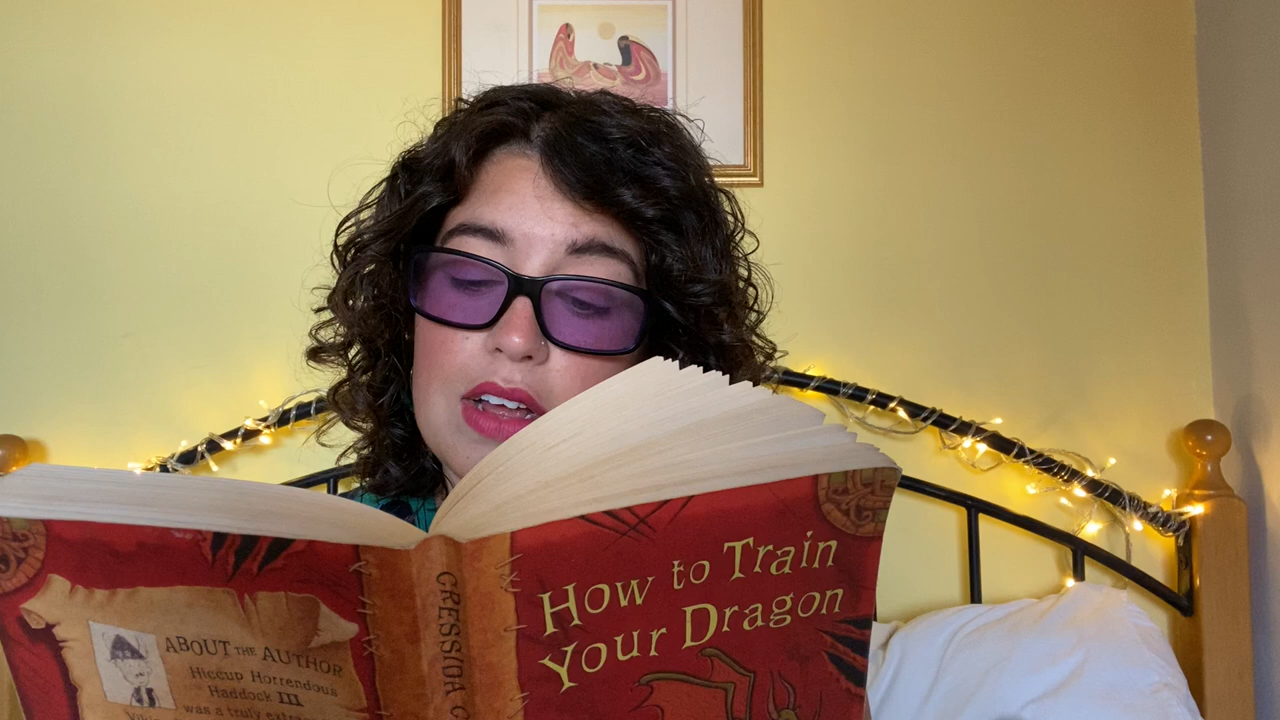 How to Train
Your Dragon
CRESSIDA C
ABOUT THE AUTHOR
Hiccup Horrendous
Haddock III
was a truly extra